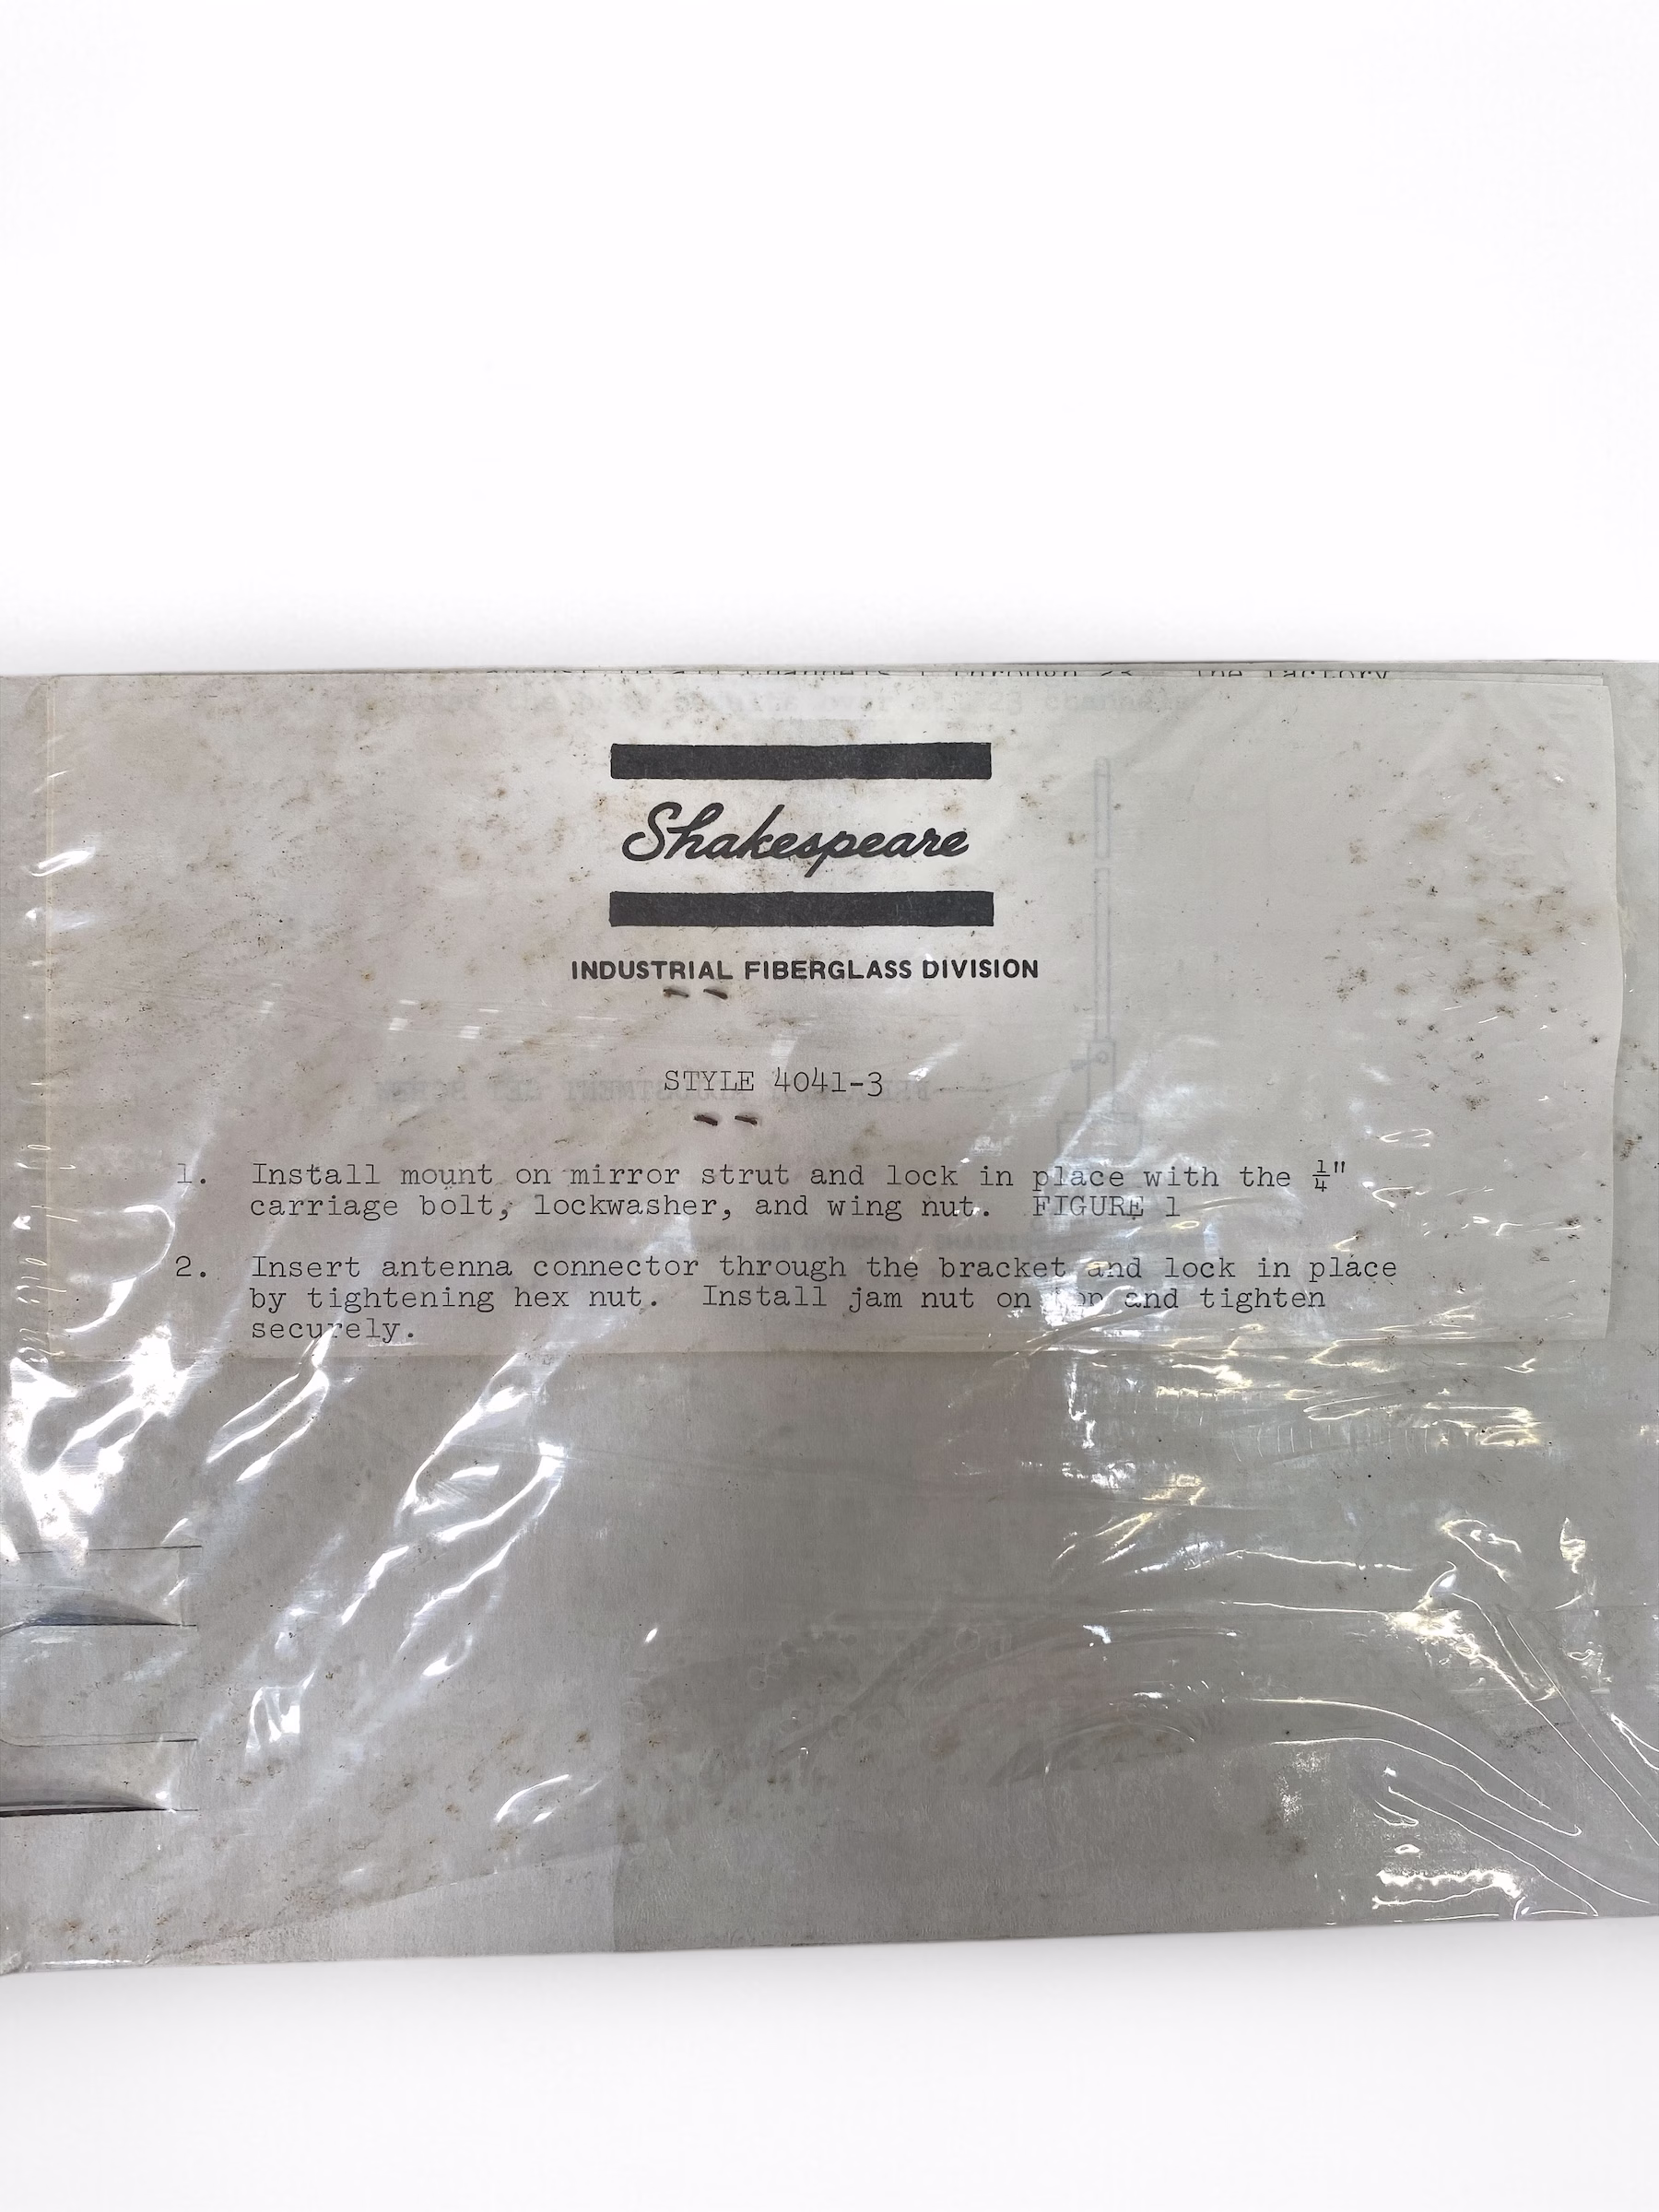 Shakespeare
INDUSTRIAL FIBERGLASS DIVISION
STYLE 4041-3
1. Install mount on mirror strut and lock in place with the ¼"
carriage bolt, lockwasher, and wing nut. FIGURE 1
2. Insert antenna connector through the bracket and lock in place
by tightening hex nut. Install jam nut on and tighten
securely.